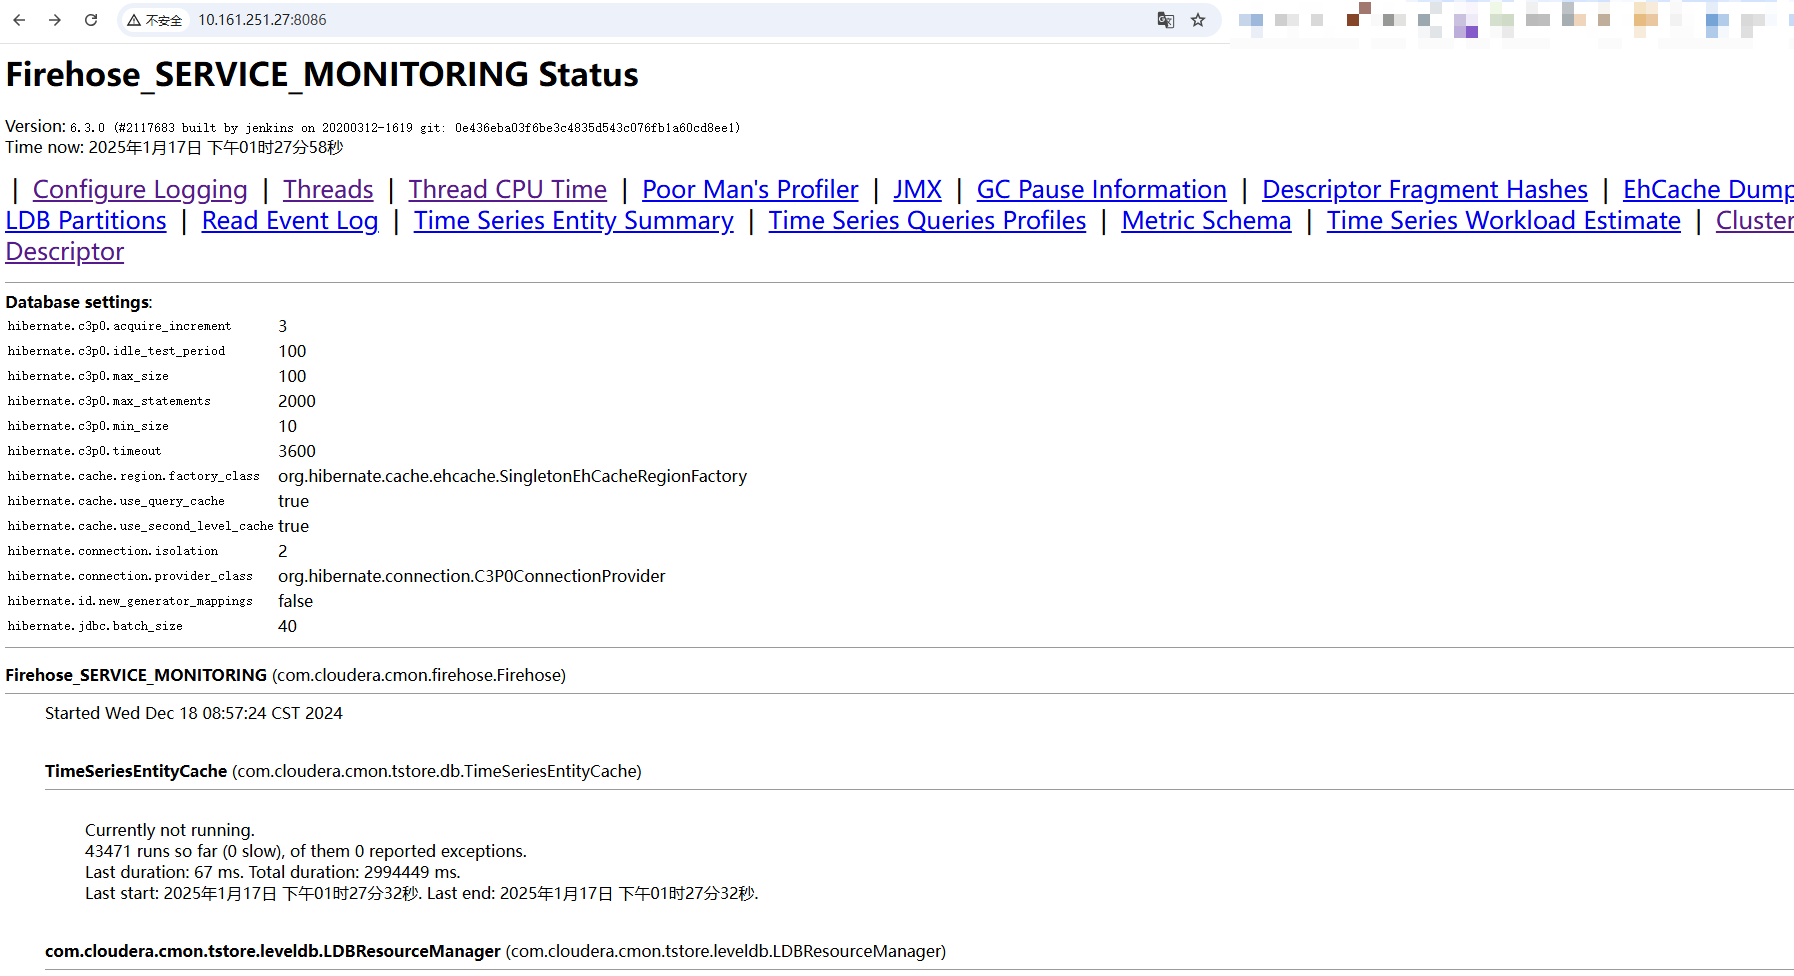 不安全 10.161.251.27:8086
Firehose_SERVICE_MONITORING Status
Version: 6.3.0 (#2117683 built by jenkins on 20200312-1619 git: 0e436eba03f6be3c4835d543c076fb1a60cd8ee1)
Time now: 2025年1月17日 下午01时27分58秒
| Configure Logging | Threads | Thread CPU Time | Poor Man's Profiler | JMX | GC Pause Information | Descriptor Fragment Hashes | EhCache Dump
LDB Partitions | Read Event Log | Time Series Entity Summary | Time Series Queries Profiles | Metric Schema | Time Series Workload Estimate | Cluster
Descriptor
Database settings:
hibernate.c3p0.acquire_increment 3
hibernate.c3p0.idle_test_period 100
hibernate.c3p0.max_size 100
hibernate.c3p0.max_statements 2000
hibernate.c3p0.min_size 10
hibernate.c3p0.timeout 3600
hibernate.cache.region.factory_class org.hibernate.cache.ehcache.SingletonEhCacheRegionFactory
hibernate.cache.use_query_cache true
hibernate.cache.use_second_level_cache true
hibernate.connection.isolation 2
hibernate.connection.provider_class org.hibernate.connection.C3P0ConnectionProvider
hibernate.id.new_generator_mappings false
hibernate.jdbc.batch_size 40
Firehose_SERVICE_MONITORING (com.cloudera.cmon.firehose.Firehose)
Started Wed Dec 18 08:57:24 CST 2024
TimeSeriesEntityCache (com.cloudera.cmon.tstore.db.TimeSeriesEntityCache)
Currently not running.
43471 runs so far (0 slow), of them 0 reported exceptions.
Last duration: 67 ms. Total duration: 2994449 ms.
Last start: 2025年1月17日 下午01时27分32秒. Last end: 2025年1月17日 下午01时27分32秒.
com.cloudera.cmon.tstore.leveldb.LDBResourceManager (com.cloudera.cmon.tstore.leveldb.LDBResourceManager)